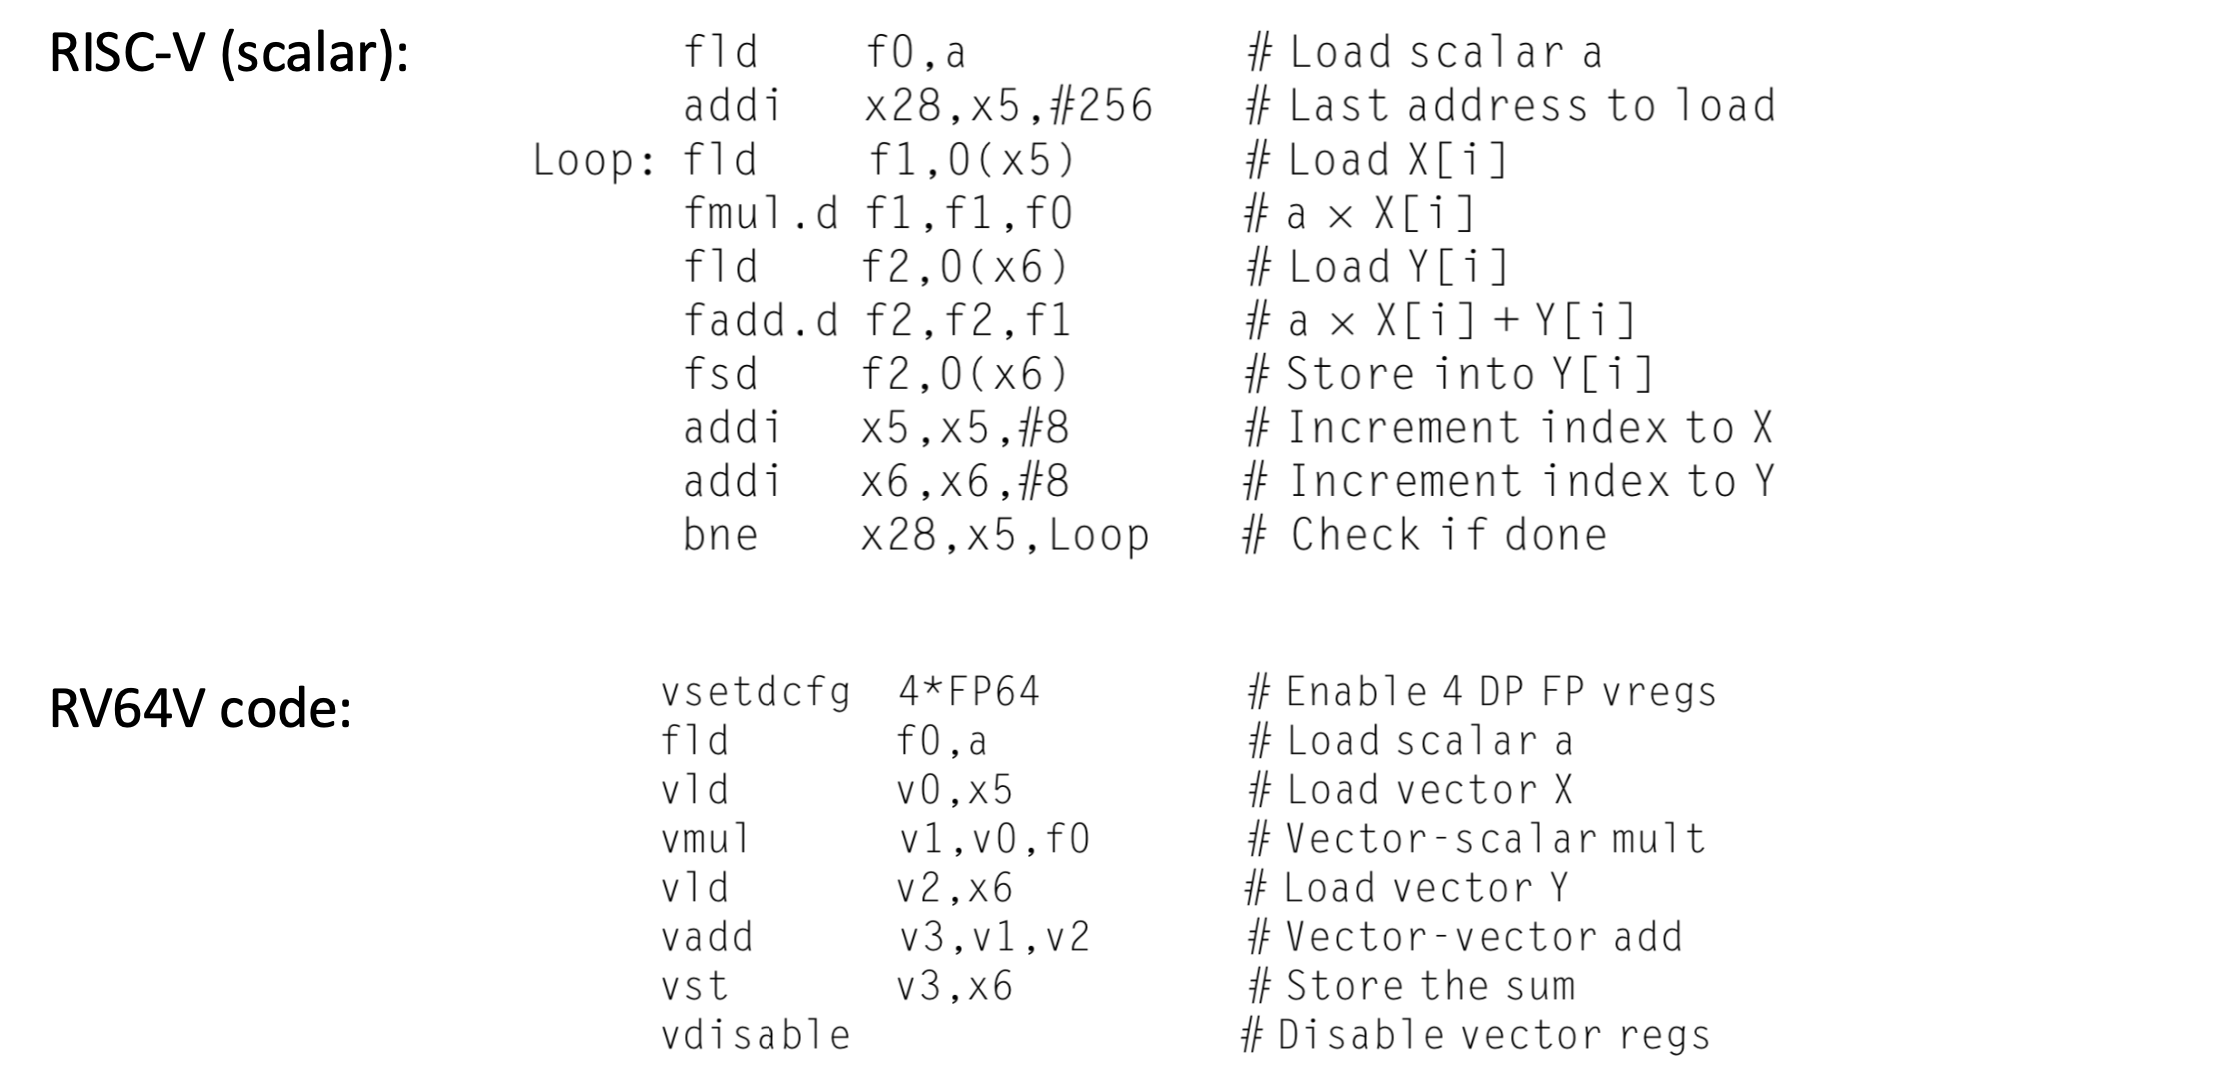 RISC-V (scalar): fld f0,a # Load scalar a
addi x28,x5,#256 # Last address to load
Loop: fld f1,0(x5) # Load X[i]
fmul.d f1,f1,f0 # a × X[i]
fld f2,0(x6) # Load Y[i]
fadd.d f2,f2,f1 # a × X[i] + Y[i]
fsd f2,0(x6) # Store into Y[i]
addi x5,x5,#8 # Increment index to X
addi x6,x6,#8 # Increment index to Y
bne x28,x5,Loop # Check if done
RV64V code: vsetdcfg 4*FP64 # Enable 4 DP FP vregs
fld f0,a # Load scalar a
vld v0,x5 # Load vector X
vmul v1,v0,f0 # Vector-scalar mult
vld v2,x6 # Load vector Y
vadd v3,v1,v2 # Vector-vector add
vst v3,x6 # Store the sum
vdisable # Disable vector regs